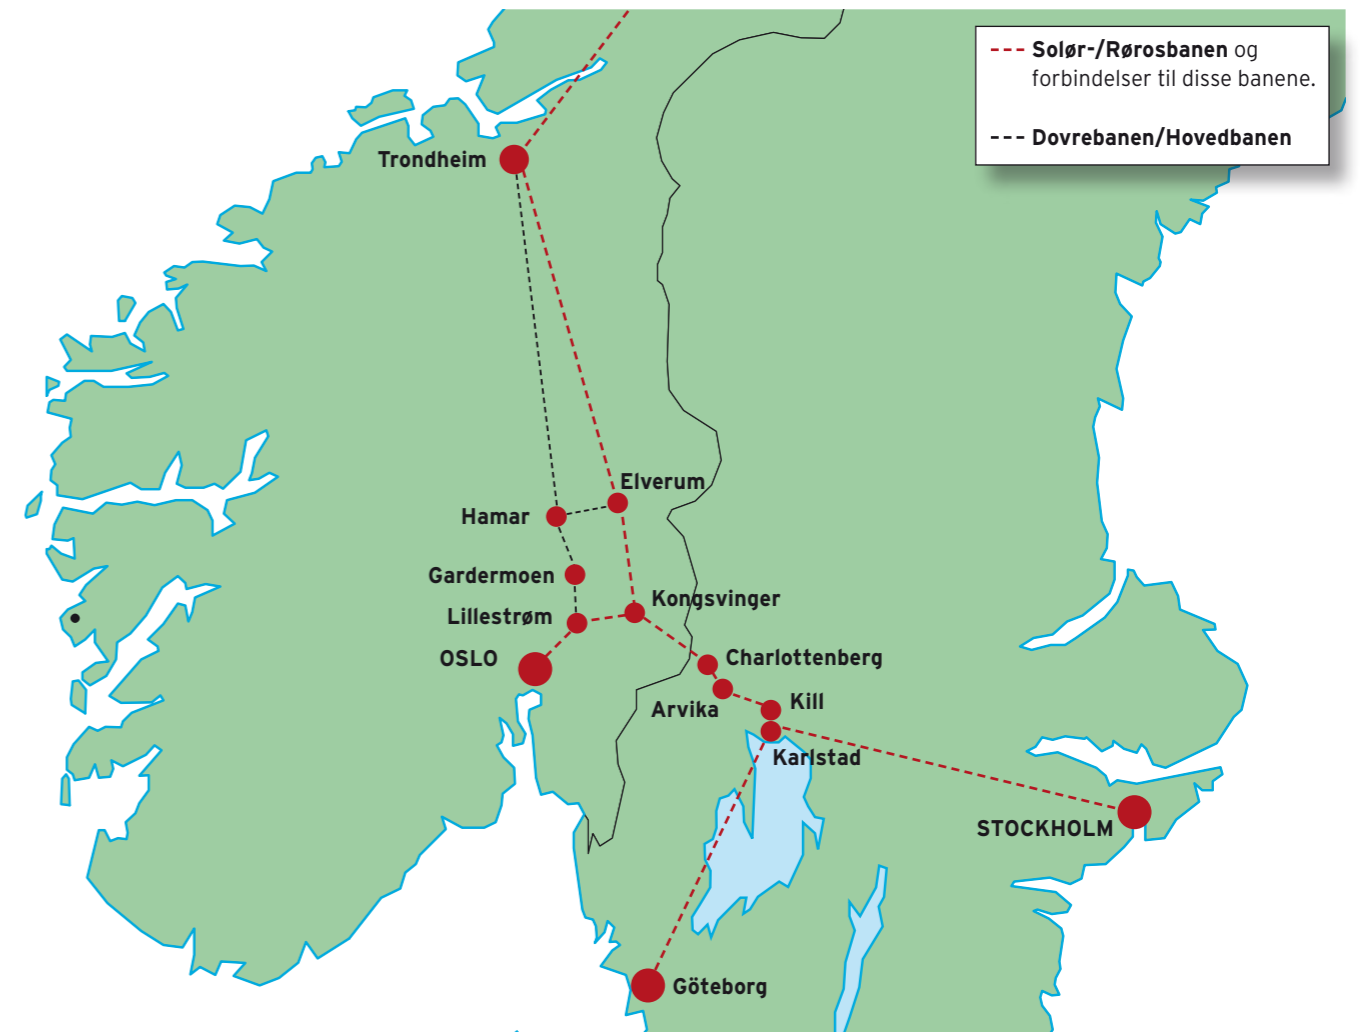 --- Solør-/Rørosbanen og
forbindelser til disse banene.
--- Dovrebanen/Hovedbanen
Trondheim
Elverum
Hamar
Gardermoen
Kongsvinger
Lillestrøm
OSLO
Charlottenberg
Kill
Arvika
Karlstad
STOCKHOLM
Göteborg